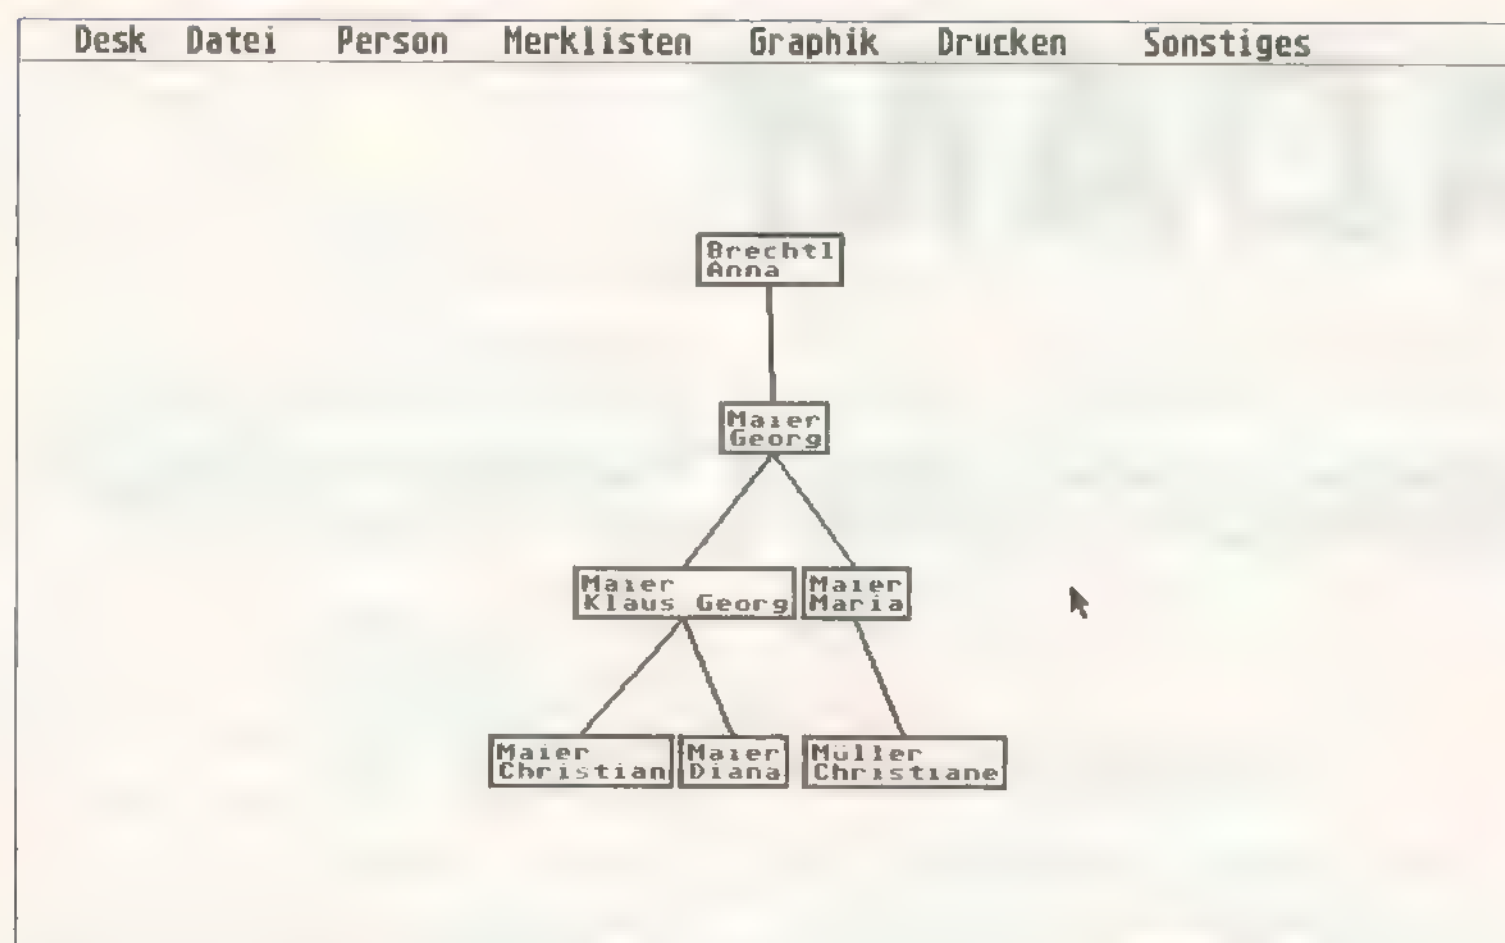 Desk Datei Person Merklisten Graphik Drucken Sonstiges
Brechtl
Anna
Maier
Georg
Maier
Klaus Georg
Maier
Maria
Maier
Christian
Maier
Diana
Müller
Christiane